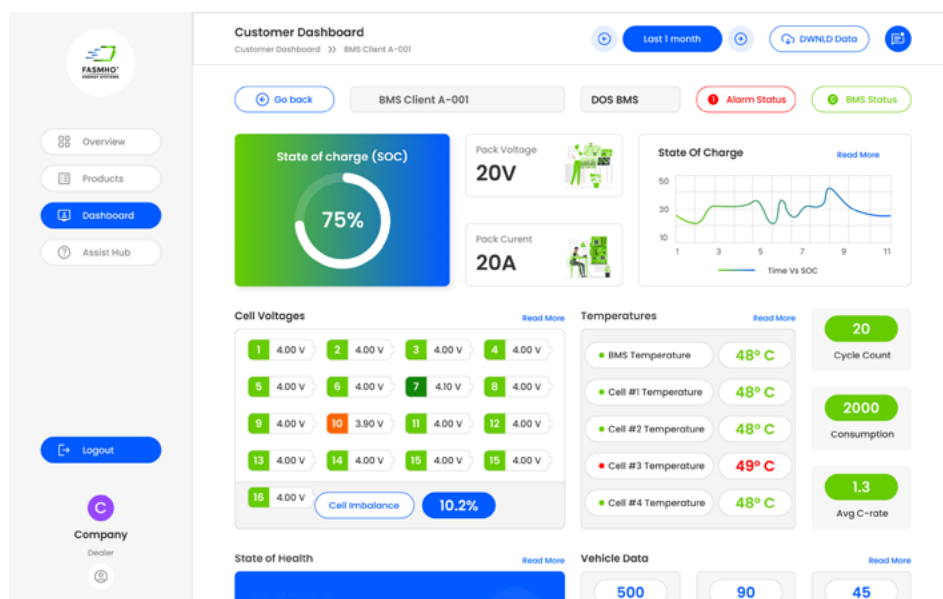 FASMHO®
ENERGY SYSTEMS
Overview
Products
Dashboard
Assist Hub
Logout
C
Company
Dealer
Customer Dashboard
Customer Dashboard >> BMS Client A-001
Last 1 month
DWNLD Data
Go back
BMS Client A-001
DOS BMS
Alarm Status
0 BMS Status
State of charge (SOC)
75%
Pack Voltage
20V
Pack Curent
20A
State Of Charge
Read More
50
30
10
1 3 5 7 9 11
Time Vs SOC
Cell Voltages
Read More
1 4.00 V 2 4.00 V 3 4.00 V 4 4.00 V
5 4.00 V 6 4.00 V 7 4.10 V 8 4.00 V
9 4.00 V 10 3.90 V 11 4.00 V 12 4.00 V
13 4.00 V 14 4.00 V 15 4.00 V 15 4.00 V
16 4.00 V
Cell Imbalance 10.2%
Temperatures
Read More
BMS Temperature 48° C
Cell #1 Temperature 48° C
Cell #2 Temperature 48° C
Cell #3 Temperature 49° C
Cell #4 Temperature 48° C
20
Cycle Count
2000
Consumption
1.3
Avg C-rate
State of Health
Read More
Vehicle Data
Read More
500 90 45